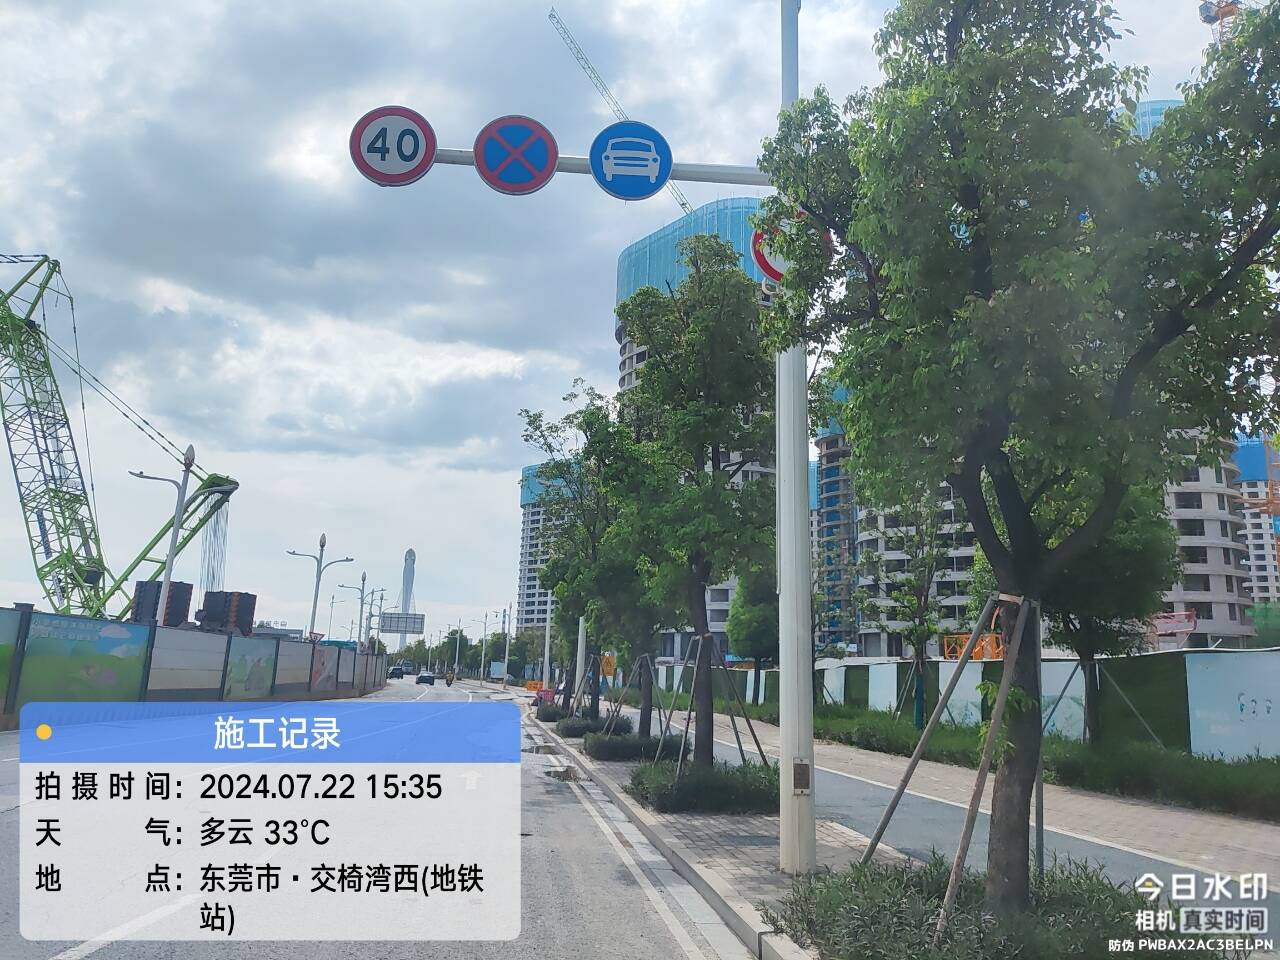 40
施工记录
拍摄时间：2024.07.22 15:35
天气：多云 33°C
地点：东莞市·交椅湾西(地铁
站)
今日水印
相机 真实时间
防伪 PWBAX2AC3BELPN